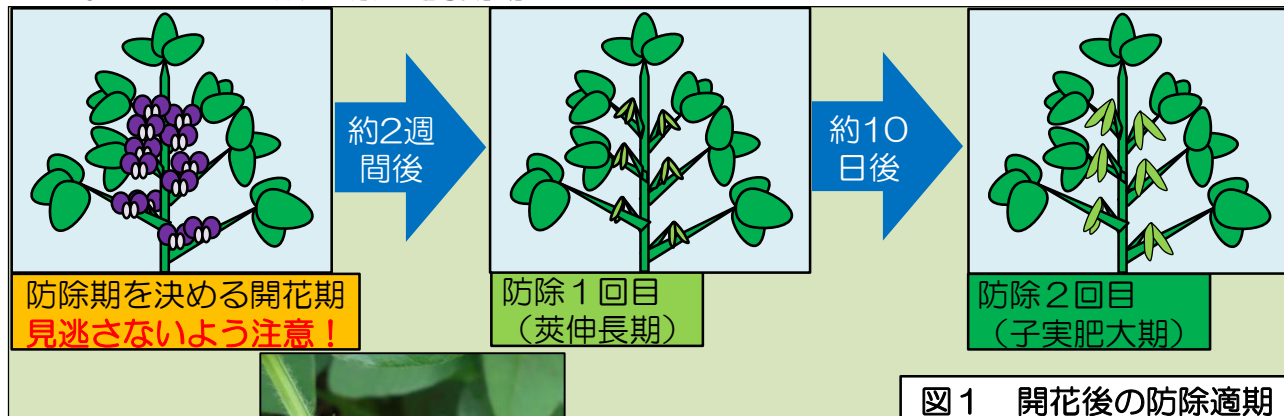 約2週
間後
約10
日後
防除期を決める開花期
見逃さないよう注意！
防除１回目
（莢伸長期）
防除２回目
（子実肥大期）
図１　開花後の防除適期